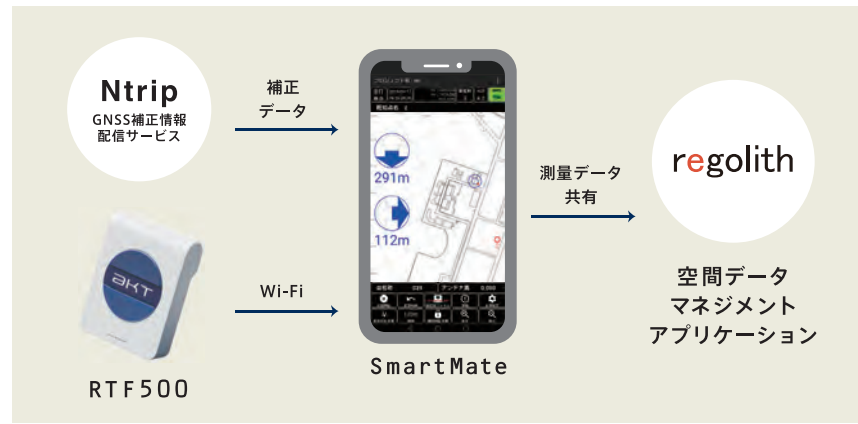 Ntrip
GNSS補正情報
配信サービス
補正
データ
291m
112m
測量データ
共有
regolith
空間データ
マネジメント
アプリケーション
AKT
Wi-Fi
RTF500
SmartMate